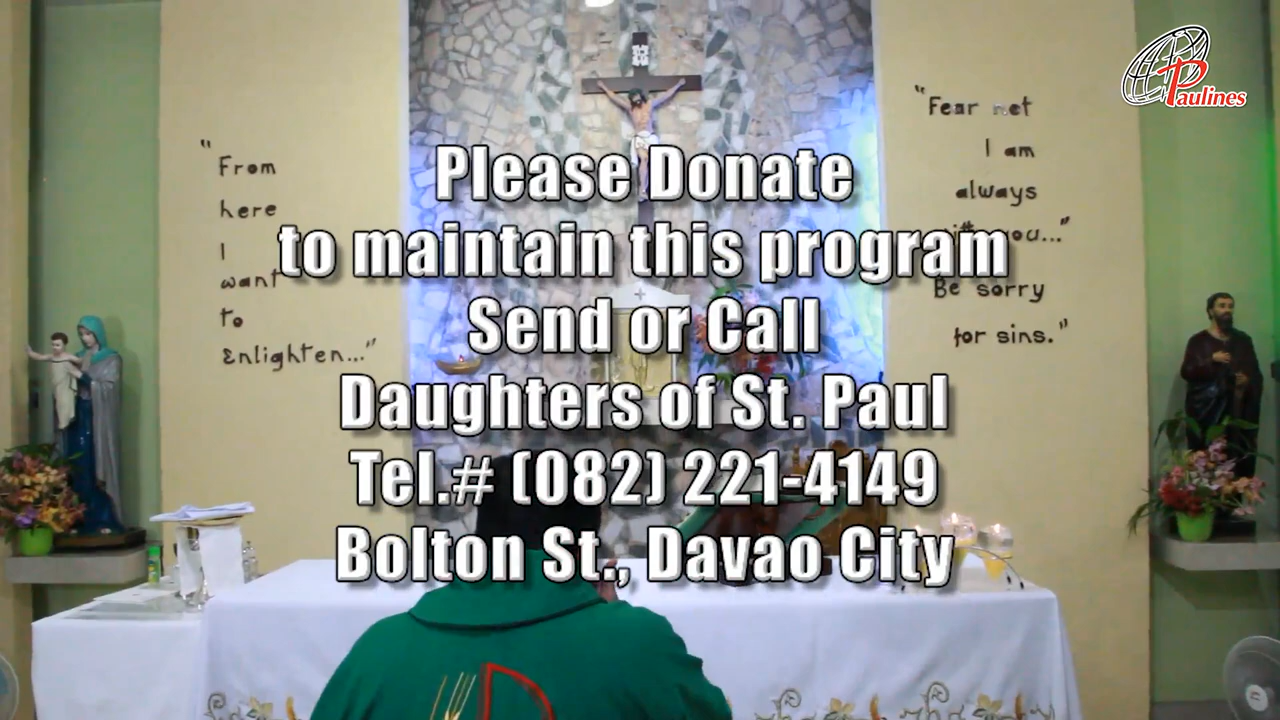 Paulines
"Fear not
I am
always
you..."
Be sorry
for sins."
"From
here
I
want
to
Enlighten..."
Please Donate
to maintain this program
Send or Call
Daughters of St. Paul
Tel.# (082) 221-4149
Bolton St., Davao City